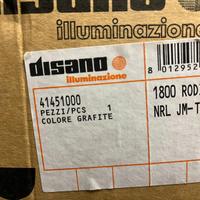 illuminazione
disano
illuminazione
41451000
PEZZI/PCS 1
COLORE GRAFITE
8 012952
1800 RODI
NRL JM-T